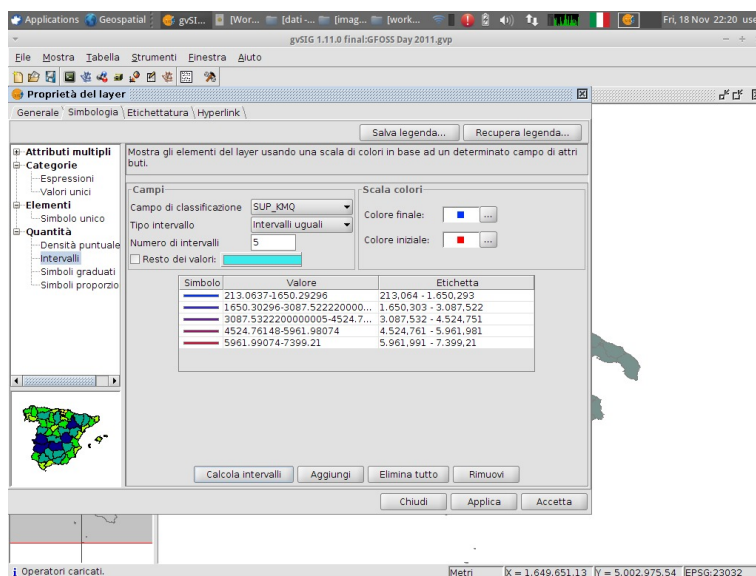 Applications Geospatial gvSI... [Wor... [dati -... [imag... [work... Fri, 18 Nov 22:20 use
gvSIG 1.11.0 final:GFOSS Day 2011.gvp
File Mostra Tabella Strumenti Finestra Aiuto
Proprietà del layer
Generale Simbologia Etichettatura Hyperlink
Salva legenda... Recupera legenda...
Attributi multipli
Categorie
Espressioni
Valori unici
Elementi
Simbolo unico
Quantità
Densità puntuale
Intervalli
Simboli graduati
Simboli proporzio
Mostra gli elementi del layer usando una scala di colori in base ad un determinato campo di attri
buti.
Campi
Campo di classificazione SUP_KMQ
Tipo intervallo Intervalli uguali
Numero di intervalli 5
Resto dei valori:
Scala colori
Colore finale: ...
Colore iniziale: ...
Simbolo Valore Etichetta
213.0637-1650.29296 213,064 - 1.650,293
1650.30296-3087.522220000... 1.650,303 - 3.087,522
3087.5322200000005-4524.7... 3.087,532 - 4.524,751
4524.76148-5961.98074 4.524,761 - 5.961,981
5961.99074-7399.21 5.961,991 - 7.399,21
Calcola intervalli Aggiungi Elimina tutto Rimuovi
Chiudi Applica Accetta
Operatori caricati. Metri X = 1.649.651,13 Y = 5.002.975,54 EPSG:23032